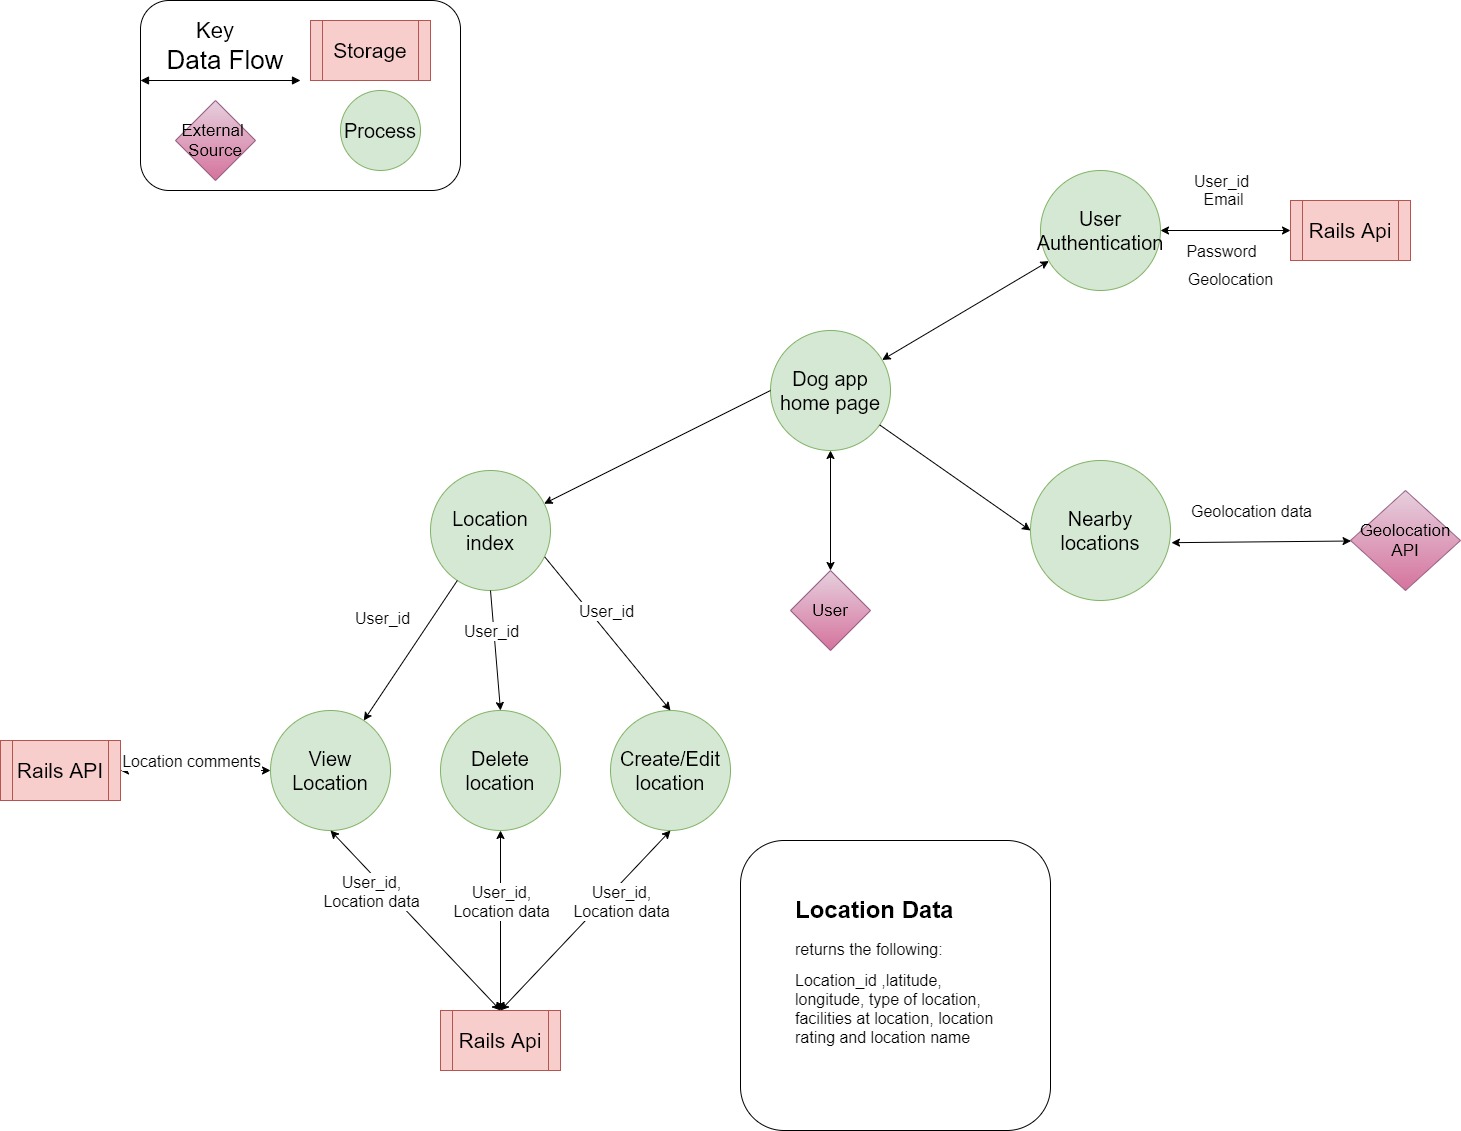 Key
Data Flow
Storage
External
Source
Process
User_id
Email
User
Authentication
Rails Api
Password
Geolocation
Dog app
home page
Location
index
Nearby
locations
Geolocation data
Geolocation
API
User
User_id
User_id
User_id
Rails API
Location comments
View
Location
Delete
location
Create/Edit
location
User_id,
Location data
User_id,
Location data
User_id,
Location data
Rails Api
Location Data
returns the following:
Location_id ,latitude,
longitude, type of location,
facilities at location, location
rating and location name